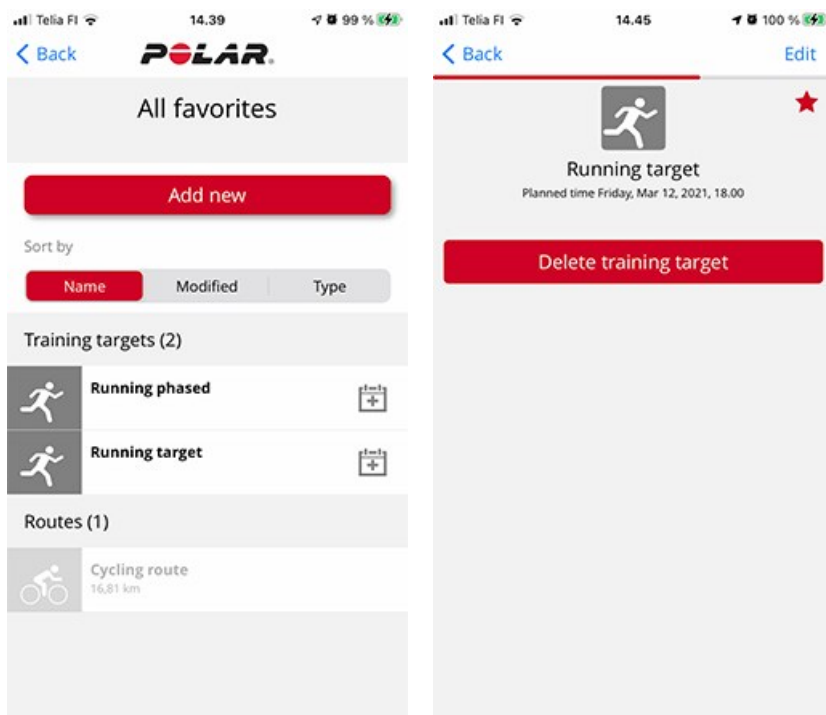 Telia FI 14.39 99 %
Back POLAR.
All favorites
Add new
Sort by
Name Modified Type
Training targets (2)
Running phased
Running target
Routes (1)
Cycling route
16,81 km
Telia FI 14.45 100 %
Back Edit
Running target
Planned time Friday, Mar 12, 2021, 18.00
Delete training target